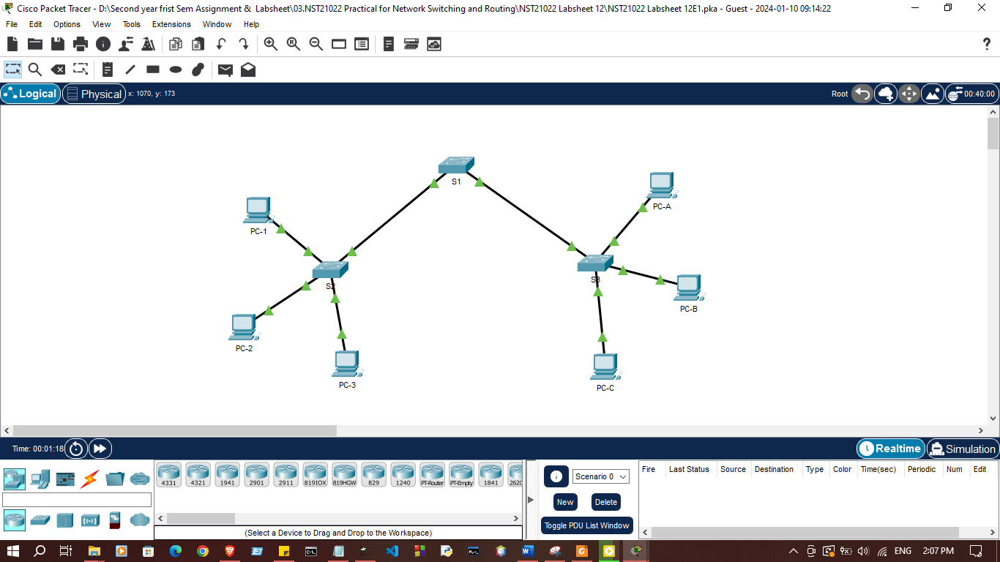 Cisco Packet Tracer - D:\Second year frist Sem Assignment & Labsheet\03.NST21022 Practical for Network Switching and Routing\NST21022 Labsheet 12\NST21022 Labsheet 12E1.pka - Guest - 2024-01-10 09:14:22
File Edit Options View Tools Extensions Window Help
Logical Physical x: 1070, y: 173 Root 00:40:00
S1
PC-A
PC-1
S3
S2
PC-B
PC-2
PC-3
PC-C
Time: 00:01:18 Realtime Simulation
4331 4321 1941 2901 2911 819IOX 819HGW 829 1240 PT-Router PT-Empty 1841 2620
(Select a Device to Drag and Drop to the Workspace)
Scenario 0
New Delete
Toggle PDU List Window
Fire Last Status Source Destination Type Color Time(sec) Periodic Num Edit
ENG 2:07 PM